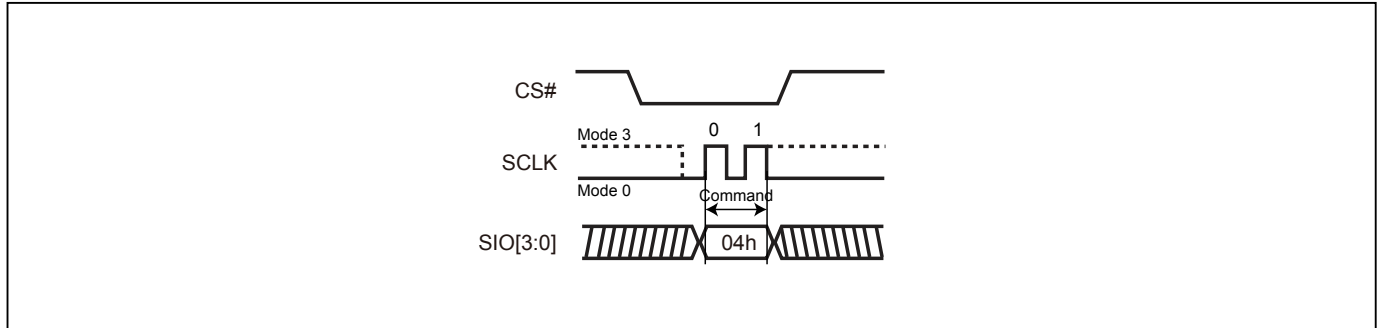 CS#
Mode 3
0 1
SCLK
Mode 0
Command
SIO[3:0]
04h